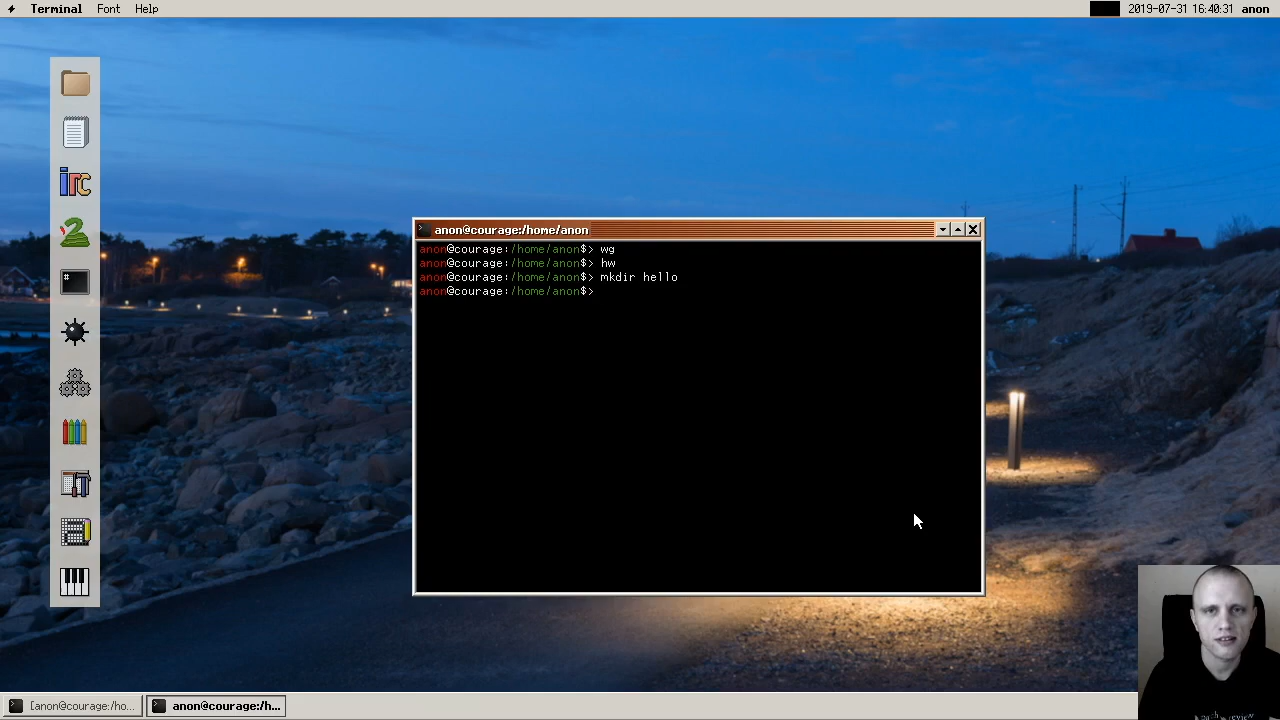 Terminal Font Help
2019-07-31 16:40:31 anon
irc
anon@courage:/home/anon
anon@courage:/home/anon$> wg
anon@courage:/home/anon$> hw
anon@courage:/home/anon$> mkdir hello
anon@courage:/home/anon$>
[anon@courage:/ho...
anon@courage:/h...